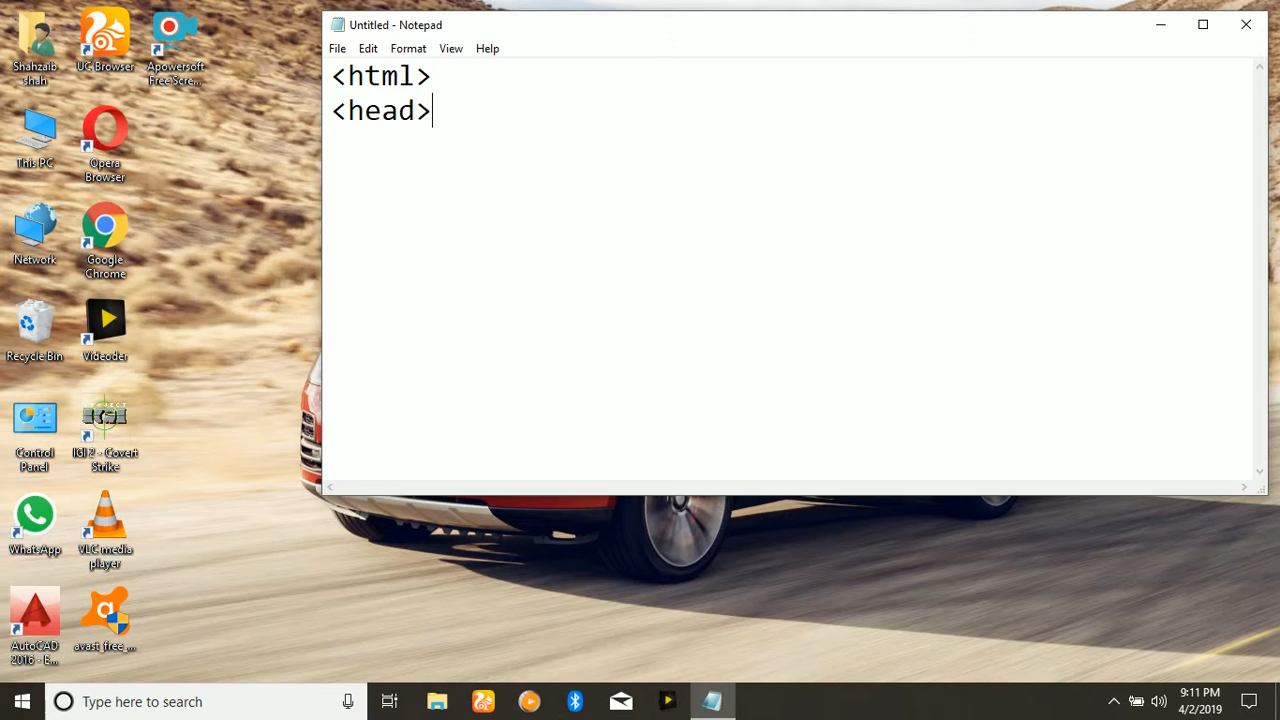 Untitled - Notepad
File Edit Format View Help
<html>
<head>
Shahzaib shah
UC Browser
Apowersoft Free Scre...
This PC
Opera Browser
Network
Google Chrome
Recycle Bin
Videoder
Control Panel
IGI 2 - Covert Strike
WhatsApp
VLC media player
AutoCAD 2016 - E...
avast_free_...
Type here to search
9:11 PM
4/2/2019